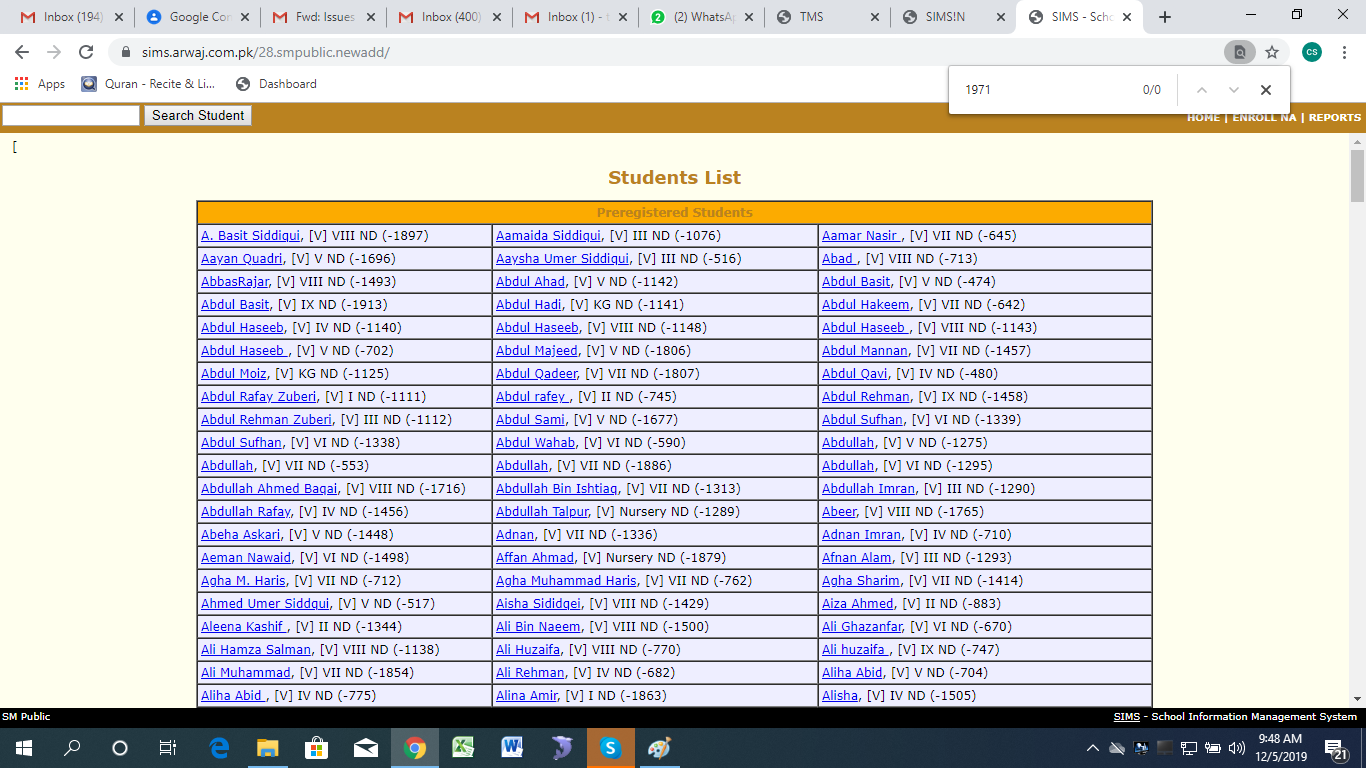 Inbox (194)
Google Con
Fwd: Issues
Inbox (400)
Inbox (1) - t
2 (2) WhatsAp
TMS
SIMS!N
SIMS - Scho
sims.arwaj.com.pk/28.smpublic.newadd/
CS
Apps Quran - Recite & Li... Dashboard
1971 0/0
Search Student
HOME | ENROLL NA | REPORTS
[
Students List
Preregistered Students
A. Basit Siddiqui, [V] VIII ND (-1897) Aamaida Siddiqui, [V] III ND (-1076) Aamar Nasir , [V] VII ND (-645)
Aayan Quadri, [V] V ND (-1696) Aaysha Umer Siddiqui, [V] III ND (-516) Abad , [V] VIII ND (-713)
AbbasRajar, [V] VIII ND (-1493) Abdul Ahad, [V] V ND (-1142) Abdul Basit, [V] V ND (-474)
Abdul Basit, [V] IX ND (-1913) Abdul Hadi, [V] KG ND (-1141) Abdul Hakeem, [V] VII ND (-642)
Abdul Haseeb, [V] IV ND (-1140) Abdul Haseeb, [V] VIII ND (-1148) Abdul Haseeb , [V] VIII ND (-1143)
Abdul Haseeb , [V] V ND (-702) Abdul Majeed, [V] V ND (-1806) Abdul Mannan, [V] VII ND (-1457)
Abdul Moiz, [V] KG ND (-1125) Abdul Qadeer, [V] VII ND (-1807) Abdul Qavi, [V] IV ND (-480)
Abdul Rafay Zuberi, [V] I ND (-1111) Abdul rafey , [V] II ND (-745) Abdul Rehman, [V] IX ND (-1458)
Abdul Rehman Zuberi, [V] III ND (-1112) Abdul Sami, [V] V ND (-1677) Abdul Sufhan, [V] VI ND (-1339)
Abdul Sufhan, [V] VI ND (-1338) Abdul Wahab, [V] VI ND (-590) Abdullah, [V] V ND (-1275)
Abdullah, [V] VII ND (-553) Abdullah, [V] VII ND (-1886) Abdullah, [V] VI ND (-1295)
Abdullah Ahmed Baqai, [V] VIII ND (-1716) Abdullah Bin Ishtiaq, [V] VII ND (-1313) Abdullah Imran, [V] III ND (-1290)
Abdullah Rafay, [V] IV ND (-1456) Abdullah Talpur, [V] Nursery ND (-1289) Abeer, [V] VIII ND (-1765)
Abeha Askari, [V] V ND (-1448) Adnan, [V] VII ND (-1336) Adnan Imran, [V] IV ND (-710)
Aeman Nawaid, [V] VI ND (-1498) Affan Ahmad, [V] Nursery ND (-1879) Afnan Alam, [V] III ND (-1293)
Agha M. Haris, [V] VII ND (-712) Agha Muhammad Haris, [V] VII ND (-762) Agha Sharim, [V] VII ND (-1414)
Ahmed Umer Siddqui, [V] V ND (-517) Aisha Sididqei, [V] VIII ND (-1429) Aiza Ahmed, [V] II ND (-883)
Aleena Kashif , [V] II ND (-1344) Ali Bin Naeem, [V] VIII ND (-1500) Ali Ghazanfar, [V] VI ND (-670)
Ali Hamza Salman, [V] VIII ND (-1138) Ali Huzaifa, [V] VIII ND (-770) Ali huzaifa , [V] IX ND (-747)
Ali Muhammad, [V] VII ND (-1854) Ali Rehman, [V] IV ND (-682) Aliha Abid, [V] V ND (-704)
Aliha Abid , [V] IV ND (-775) Alina Amir, [V] I ND (-1863) Alisha, [V] IV ND (-1505)
SM Public SIMS - School Information Management System
9:48 AM
12/5/2019
21